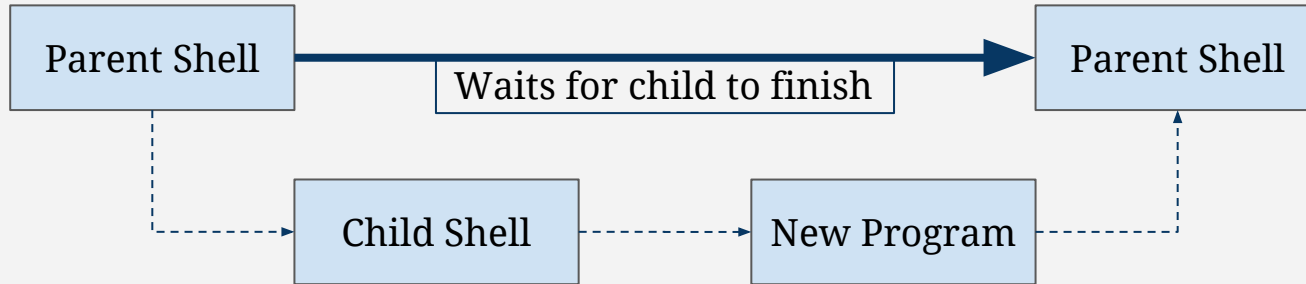 Parent Shell
Waits for child to finish
Parent Shell
Child Shell
New Program